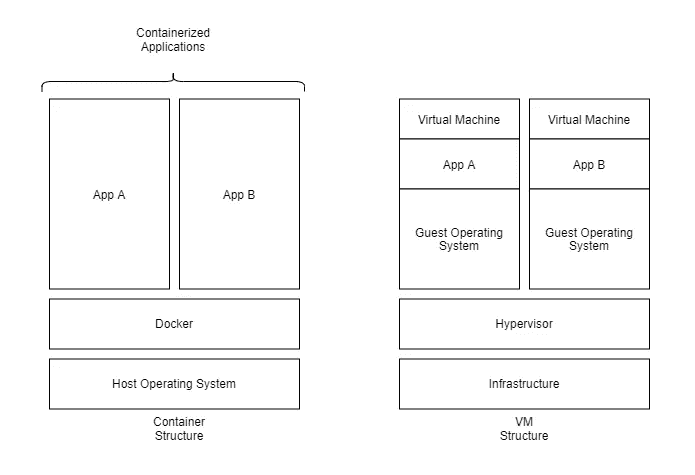 Containerized
Applications
App A
App B
Docker
Host Operating System
Container
Structure
Virtual Machine
App A
Guest Operating
System
Virtual Machine
App B
Guest Operating
System
Hypervisor
Infrastructure
VM
Structure